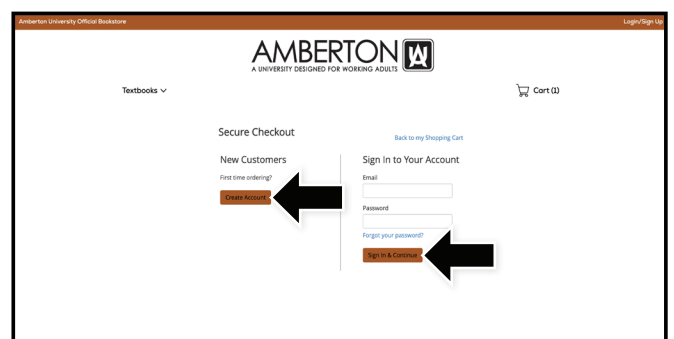 Amberton University Official Bookstore
Login/Sign Up
AMBERTON
A UNIVERSITY DESIGNED FOR WORKING ADULTS
Textbooks
Cart (1)
Secure Checkout
Back to my Shopping Cart
New Customers
First time ordering?
Create Account
Sign In to Your Account
Email
Password
Forgot your password?
Sign In & Continue